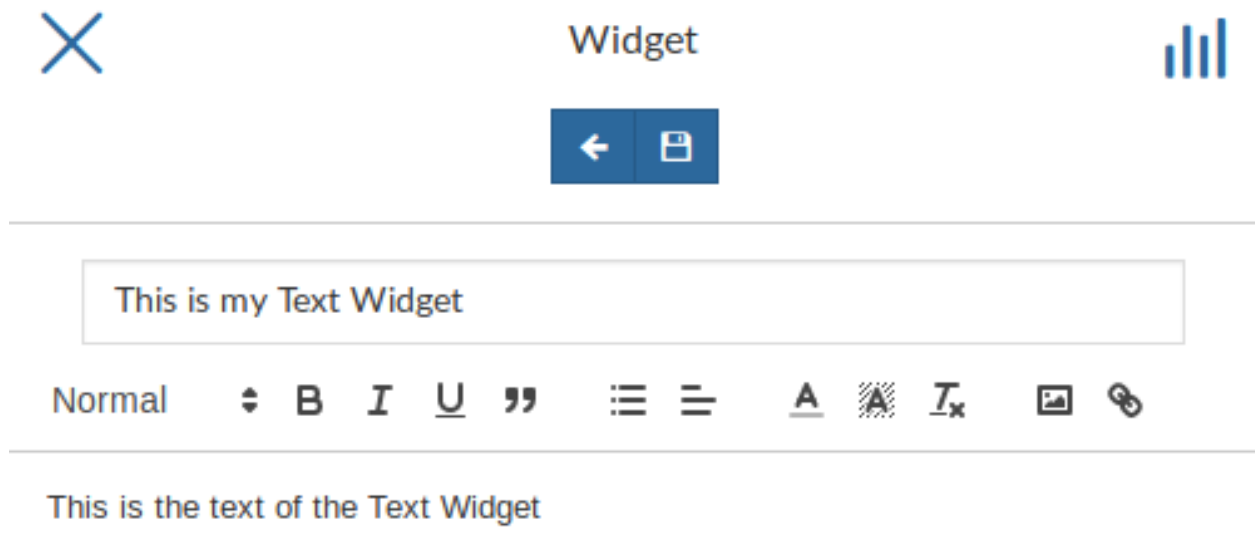 Widget
This is my Text Widget
Normal
This is the text of the Text Widget